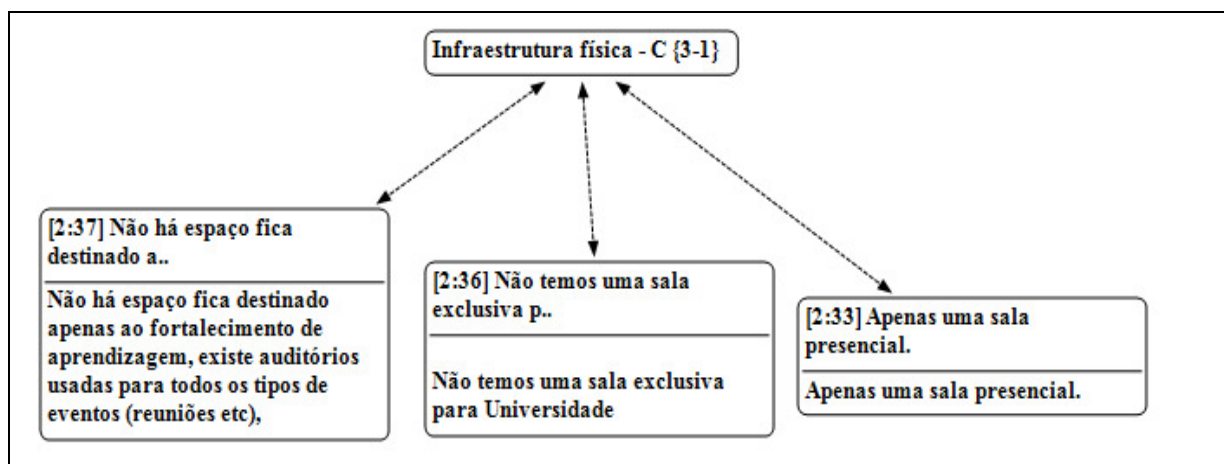 Infraestrutura física - C {3-1}
[2:37] Não há espaço fica
destinado a..
Não há espaço fica destinado
apenas ao fortalecimento de
aprendizagem, existe auditórios
usadas para todos os tipos de
eventos (reuniões etc),
[2:36] Não temos uma sala
exclusiva p..
Não temos uma sala exclusiva
para Universidade
[2:33] Apenas uma sala
presencial.
Apenas uma sala presencial.